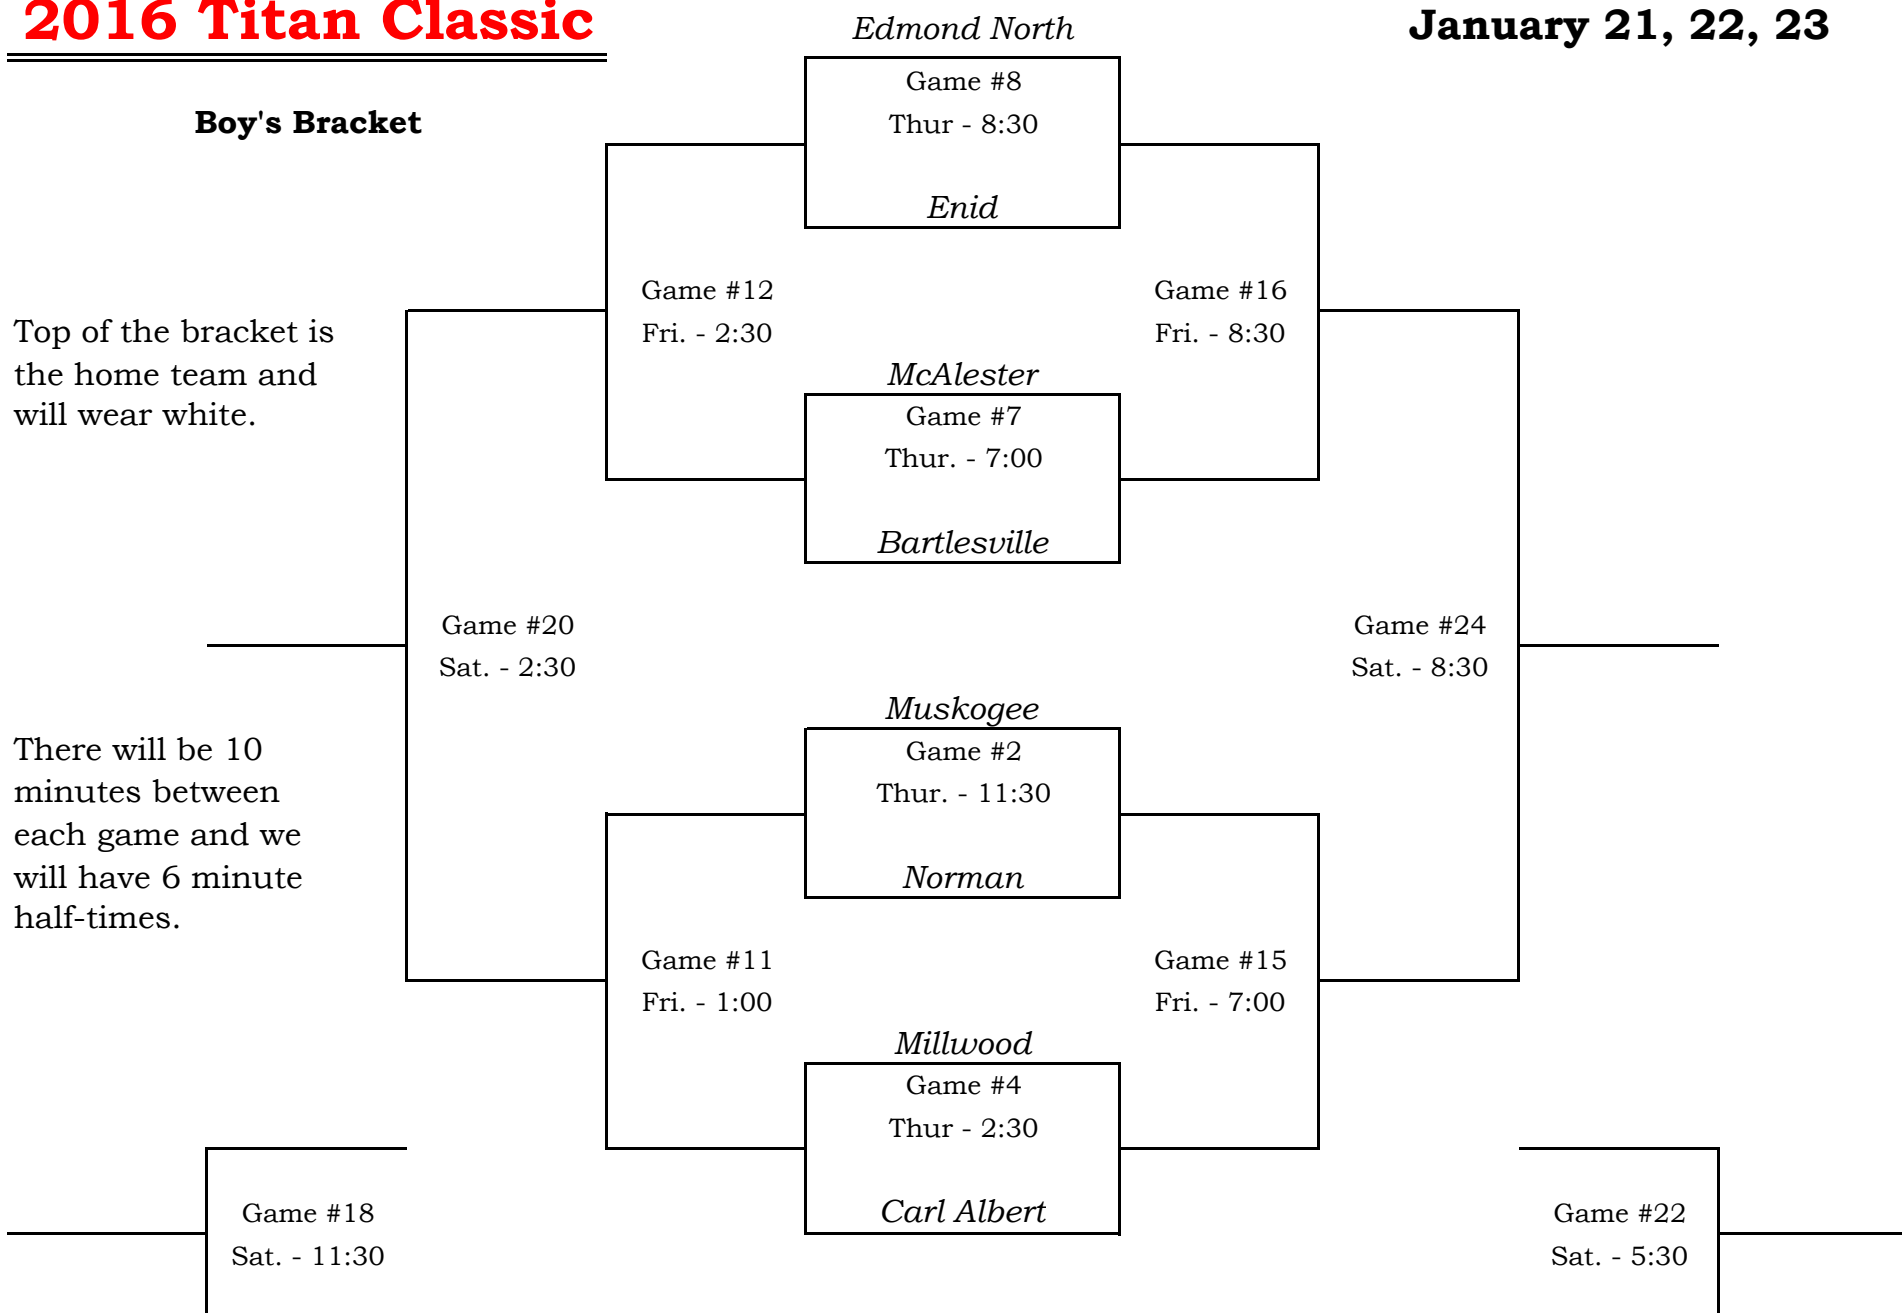 2016 Titan Classic
Edmond North
January 21, 22, 23
Game #8
Thur - 8:30
Boy's Bracket
Enid
Game #12
Fri. - 2:30
Game #16
Fri. - 8:30
Top of the bracket is
the home team and
will wear white.
McAlester
Game #7
Thur. - 7:00
Bartlesville
Game #20
Sat. - 2:30
Game #24
Sat. - 8:30
Muskogee
Game #2
Thur. - 11:30
Norman
There will be 10
minutes between
each game and we
will have 6 minute
half-times.
Game #11
Fri. - 1:00
Game #15
Fri. - 7:00
Millwood
Game #4
Thur - 2:30
Carl Albert
Game #18
Sat. - 11:30
Game #22
Sat. - 5:30